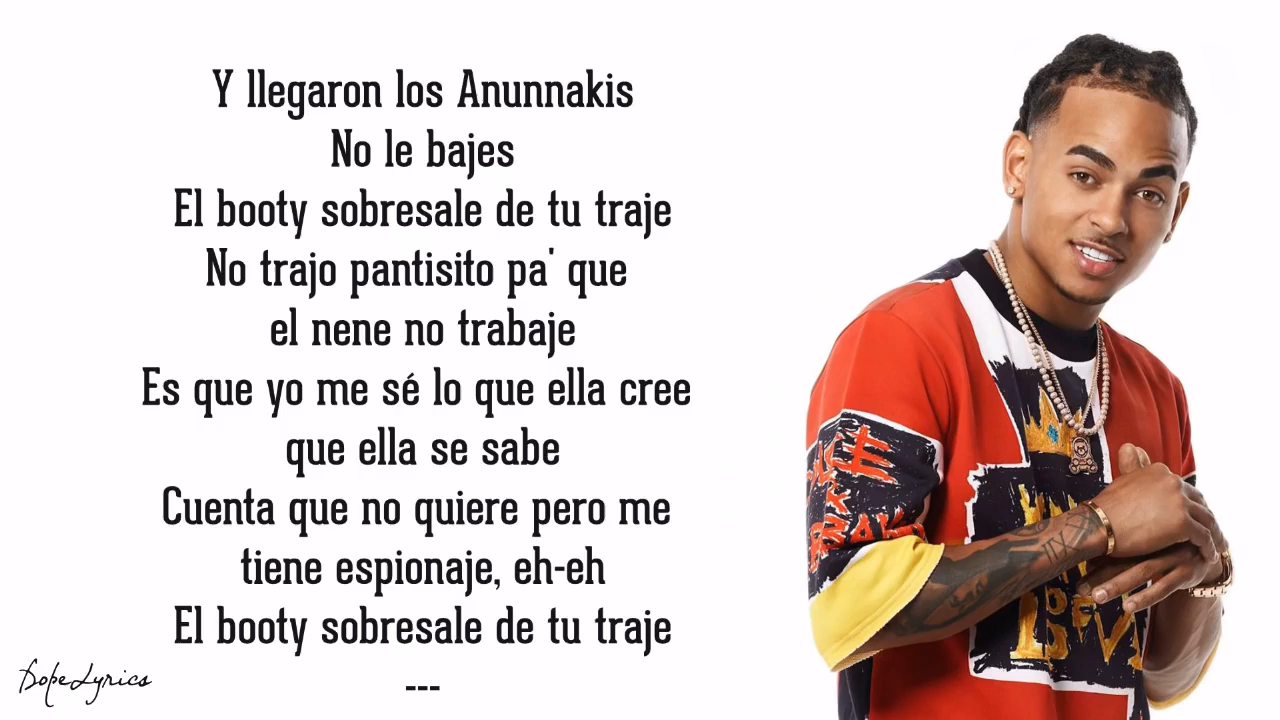 Y llegaron los Anunnakis
No le bajes
El booty sobresale de tu traje
No trajo pantisito pa' que
el nene no trabaje
Es que yo me sé lo que ella cree
que ella se sabe
Cuenta que no quiere pero me
tiene espionaje, eh-eh
El booty sobresale de tu traje
---
DopeLyrics